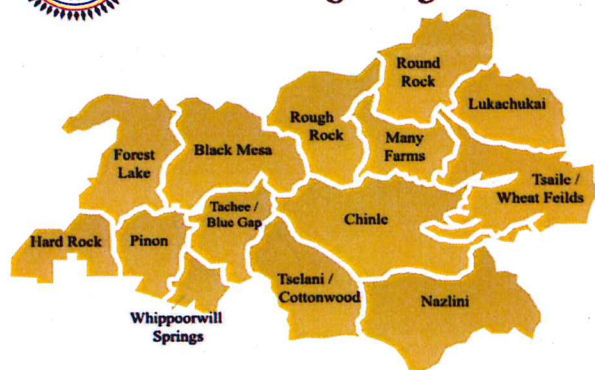 Round
Rock
Lukachukai
Rough
Rock
Many
Farms
Forest
Lake
Black Mesa
Tsaile /
Wheat Feilds
Tachee /
Blue Gap
Chinle
Hard Rock
Pinon
Tselani /
Cottonwood
Nazlini
Whippoorwill
Springs